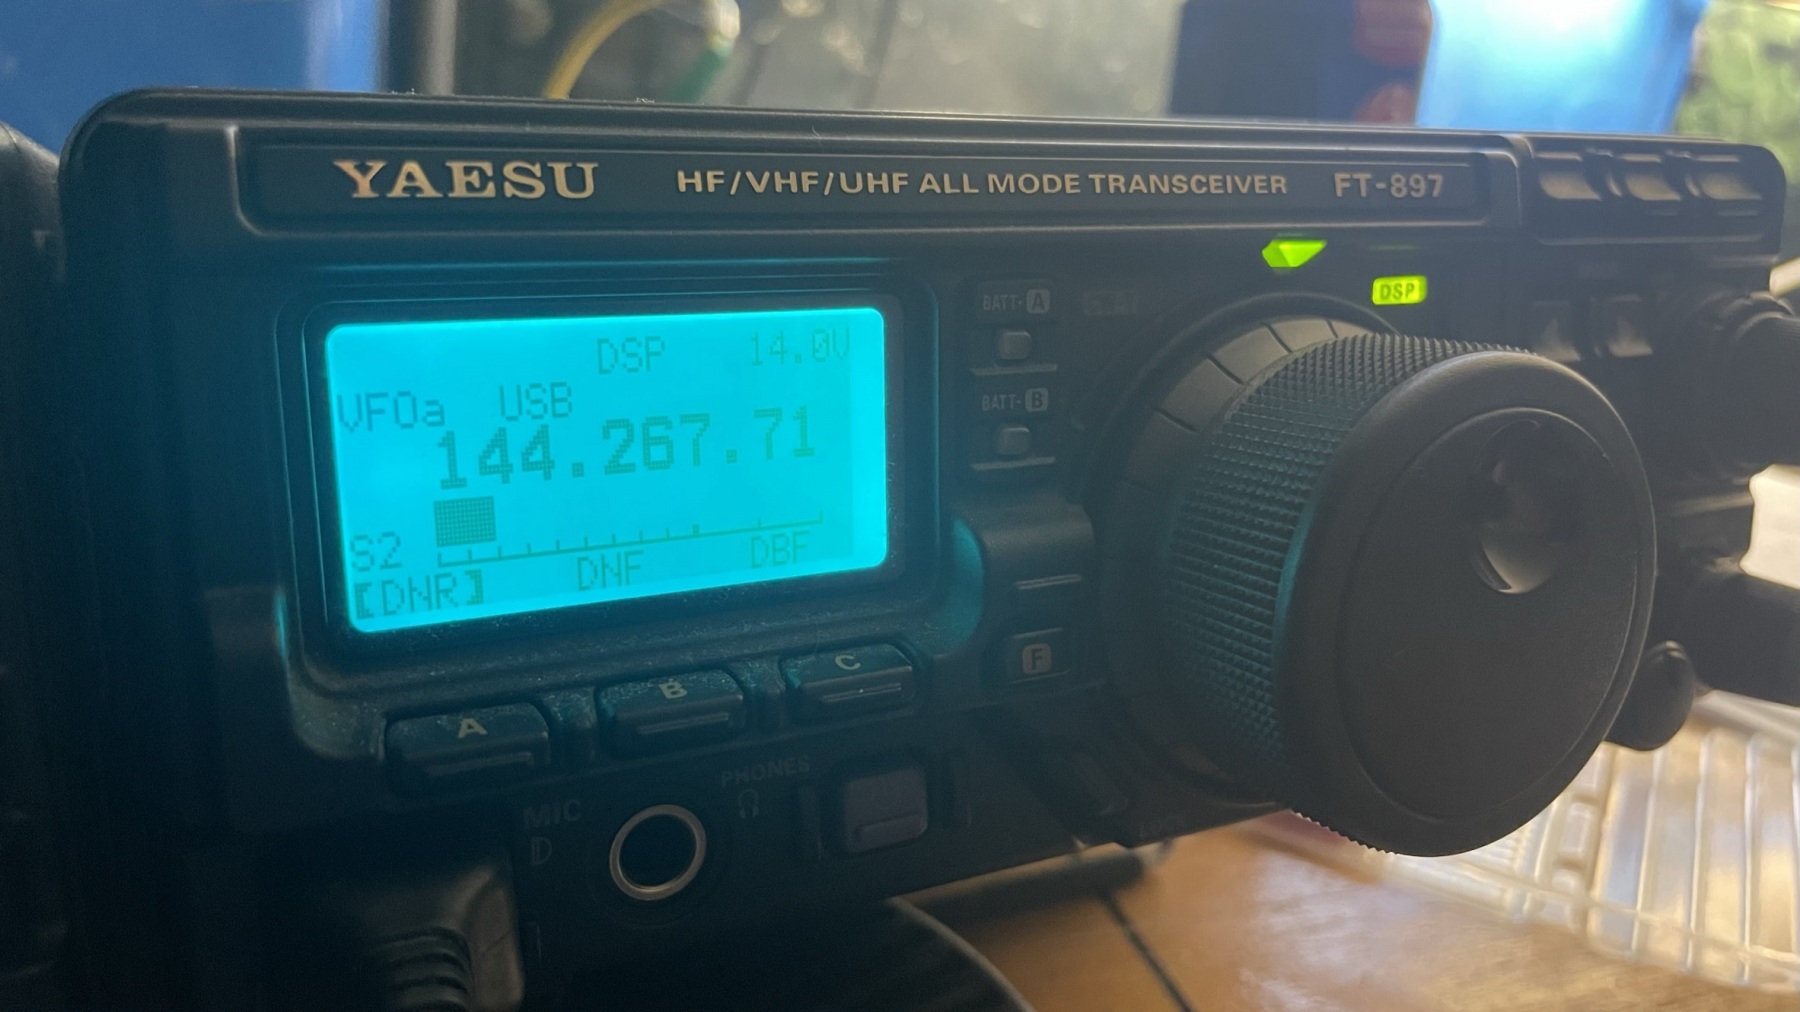 YAESU HF/VHF/UHF ALL MODE TRANSCEIVER FT-897
DSP 14.0V
VFOa USB
144.267.71
S2
[DNR] DNF DBF
BATT-A
BATT-B
DSP
F
A B C
MIC
PHONES